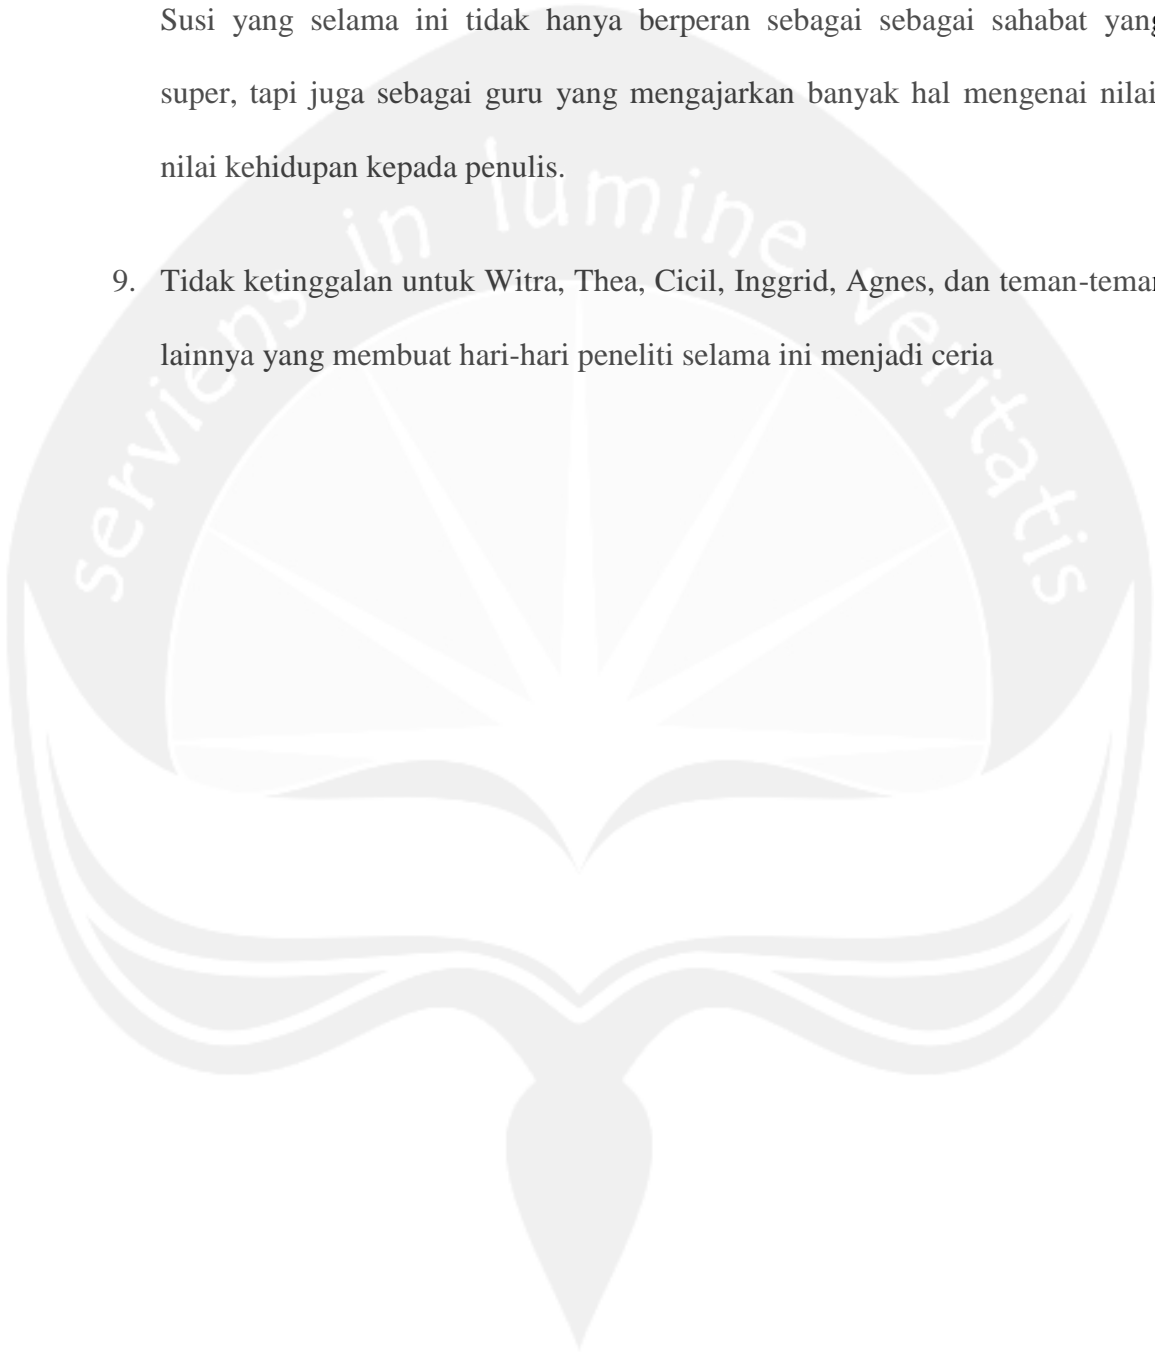 Susi yang selama ini tidak hanya berperan sebagai sebagai sahabat yang
super, tapi juga sebagai guru yang mengajarkan banyak hal mengenai nilai
nilai kehidupan kepada penulis.
9. Tidak ketinggalan untuk Witra, Thea, Cicil, Inggrid, Agnes, dan teman-teman
lainnya yang membuat hari-hari peneliti selama ini menjadi ceria
serviens in lumine veritatis